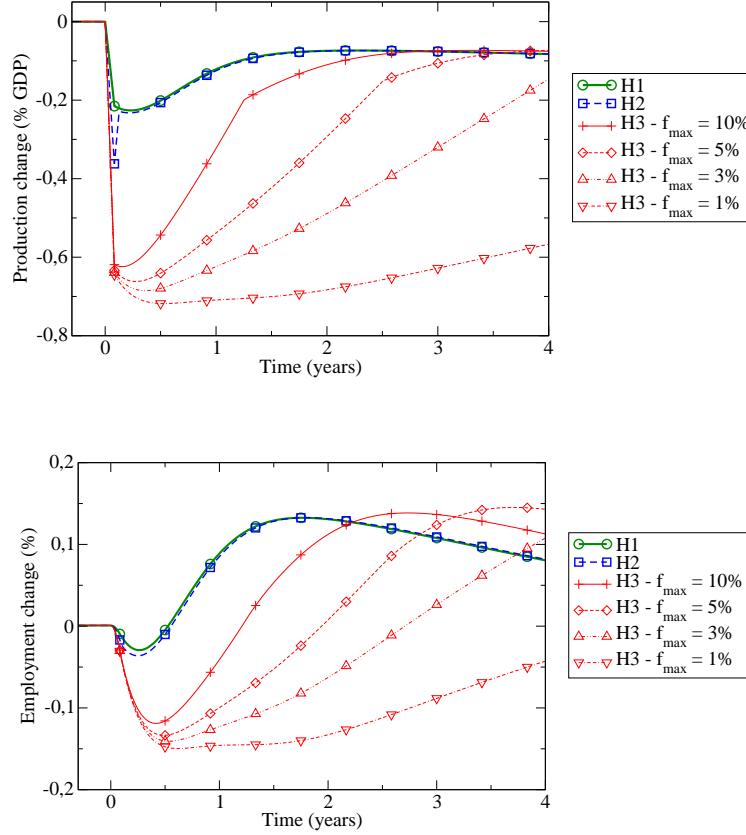 0
-0,2
-0,4
-0,6
-0,8
Production change (% GDP)
0
1
2
3
4
Time (years)
H1
H2
H3 - f_max = 10%
H3 - f_max = 5%
H3 - f_max = 3%
H3 - f_max = 1%
0,2
0,1
0
-0,1
-0,2
Employment change (%)
0
1
2
3
4
Time (years)
H1
H2
H3 - f_max = 10%
H3 - f_max = 5%
H3 - f_max = 3%
H3 - f_max = 1%